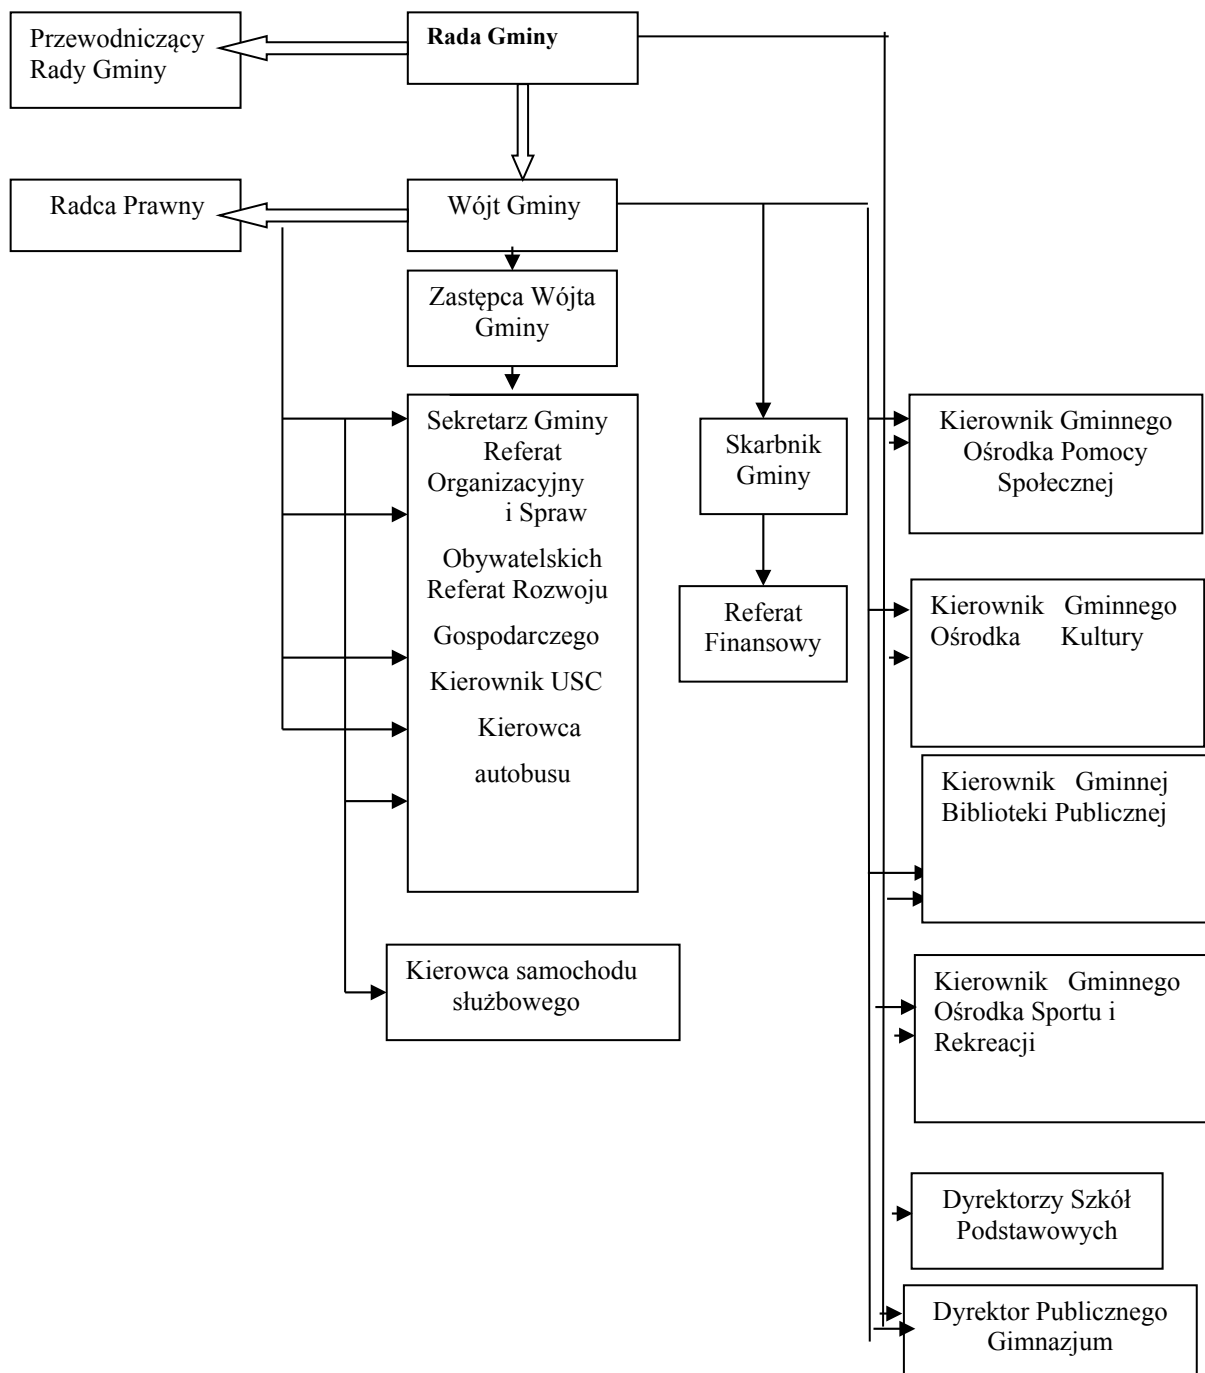 Przewodniczący
Rady Gminy
Rada Gminy
Radca Prawny
Wójt Gminy
Zastępca Wójta
Gminy
Sekretarz Gminy
Referat
Organizacyjny
i Spraw
Obywatelskich
Referat Rozwoju
Gospodarczego
Kierownik USC
Kierowca
autobusu
Kierowca samochodu
służbowego
Skarbnik
Gminy
Referat
Finansowy
Kierownik Gminnego
Ośrodka Pomocy
Społecznej
Kierownik Gminnego
Ośrodka Kultury
Kierownik Gminnej
Biblioteki Publicznej
Kierownik Gminnego
Ośrodka Sportu i
Rekreacji
Dyrektorzy Szkół
Podstawowych
Dyrektor Publicznego
Gimnazjum